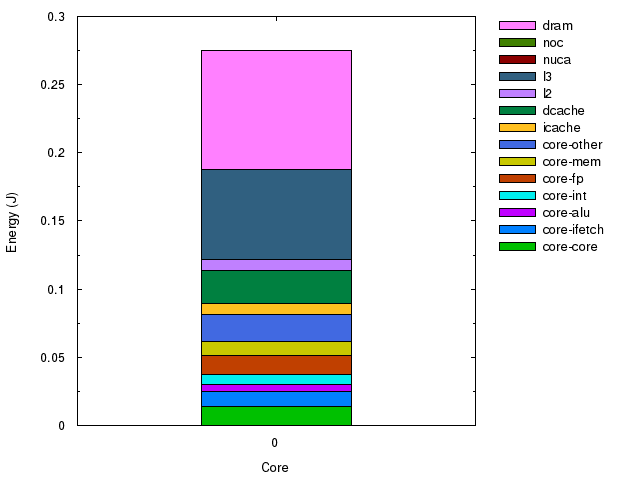 0.3
0.25
0.2
0.15
0.1
0.05
0
Energy (J)
0
Core
dram
noc
nuca
l3
l2
dcache
icache
core-other
core-mem
core-fp
core-int
core-alu
core-ifetch
core-core